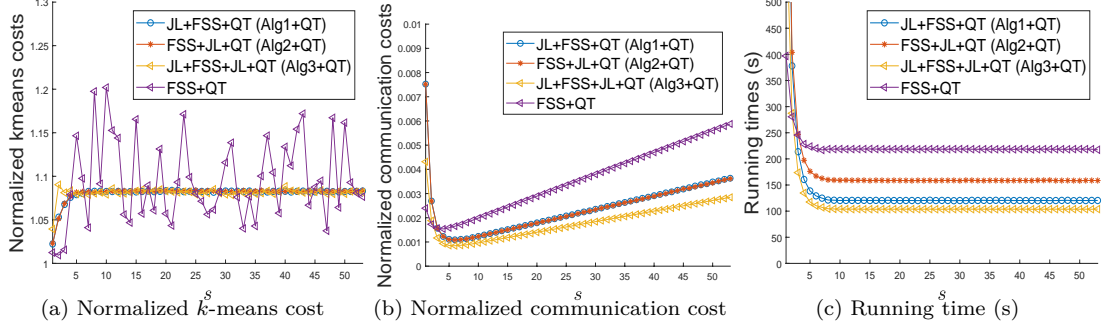 Normalized kmeans costs
1.3
1.25
1.2
1.15
1.1
1.05
1
5 10 15 20 25 30 35 40 45 50
s
JL+FSS+QT (Alg1+QT)
FSS+JL+QT (Alg2+QT)
JL+FSS+JL+QT (Alg3+QT)
FSS+QT
(a) Normalized k-means cost
Normalized communication costs
0.01
0.009
0.008
0.007
0.006
0.005
0.004
0.003
0.002
0.001
5 10 15 20 25 30 35 40 45 50
s
JL+FSS+QT (Alg1+QT)
FSS+JL+QT (Alg2+QT)
JL+FSS+JL+QT (Alg3+QT)
FSS+QT
(b) Normalized communication cost
Running times (s)
500
450
400
350
300
250
200
150
100
50
0
5 10 15 20 25 30 35 40 45 50
s
JL+FSS+QT (Alg1+QT)
FSS+JL+QT (Alg2+QT)
JL+FSS+JL+QT (Alg3+QT)
FSS+QT
(c) Running time (s)